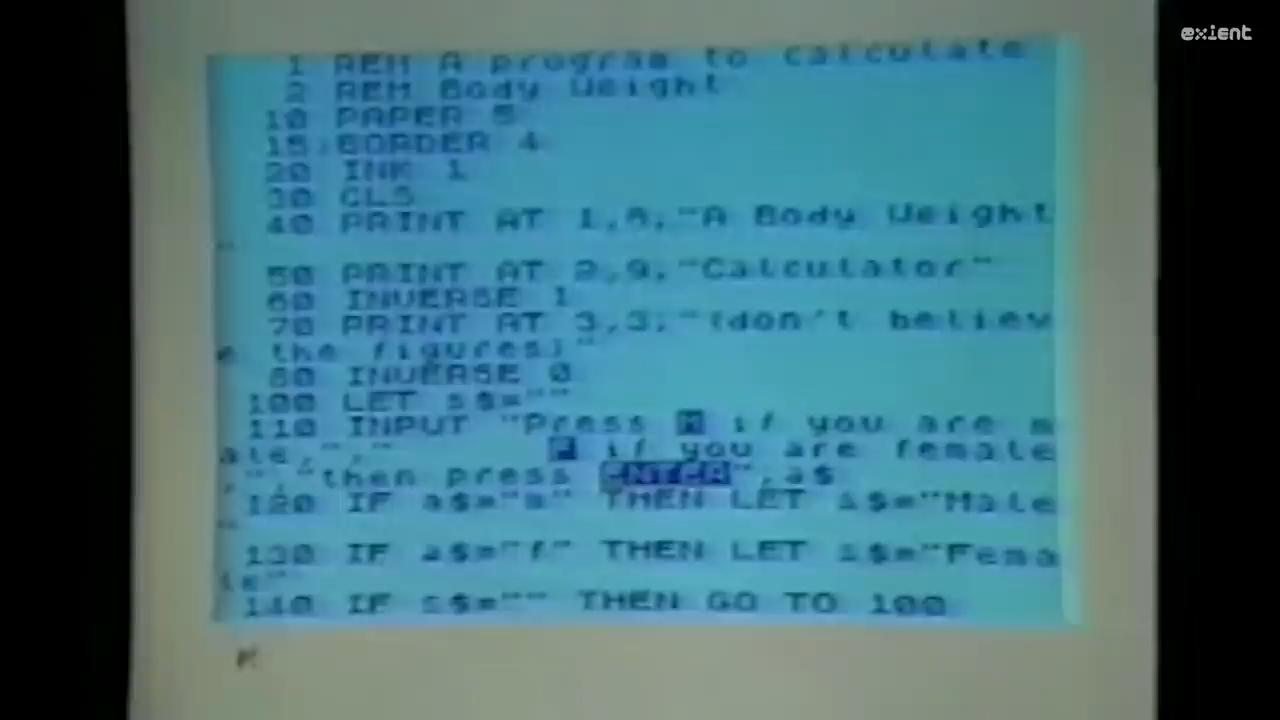 exient
1 REM A program to calculate
2 REM Body Weight
10 PAPER 5
15 BORDER 4
20 INK 1
30 CLS
40 PRINT AT 1,8;"A Body Weight
"
50 PRINT AT 2,9;"Calculator"
60 INVERSE 1
70 PRINT AT 3,3;"(don't believ
e the figures)"
80 INVERSE 0
100 LET s$=""
110 INPUT "Press M if you are m
ale,",," F if you are female
",,"then press ENTER",a$
120 IF a$="m" THEN LET s$="Male
"
130 IF a$="f" THEN LET s$="Fema
le"
140 IF s$="" THEN GO TO 100